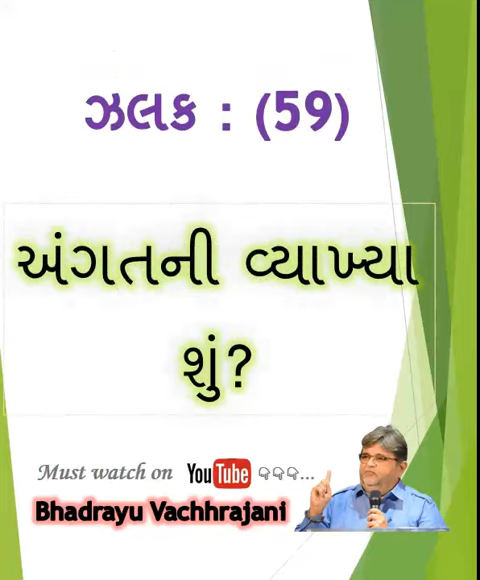 ઝલક : (59)
અંગતની વ્યાખ્યા
શું?
Must watch on YouTube 👇👇👇...
Bhadrayu Vachhrajani